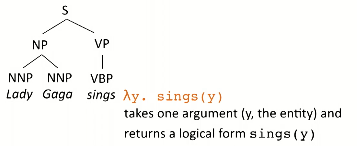 S
NP VP
NNP NNP VBP
Lady Gaga sings λy. sings(y)
takes one argument (y, the entity) and
returns a logical form sings(y)